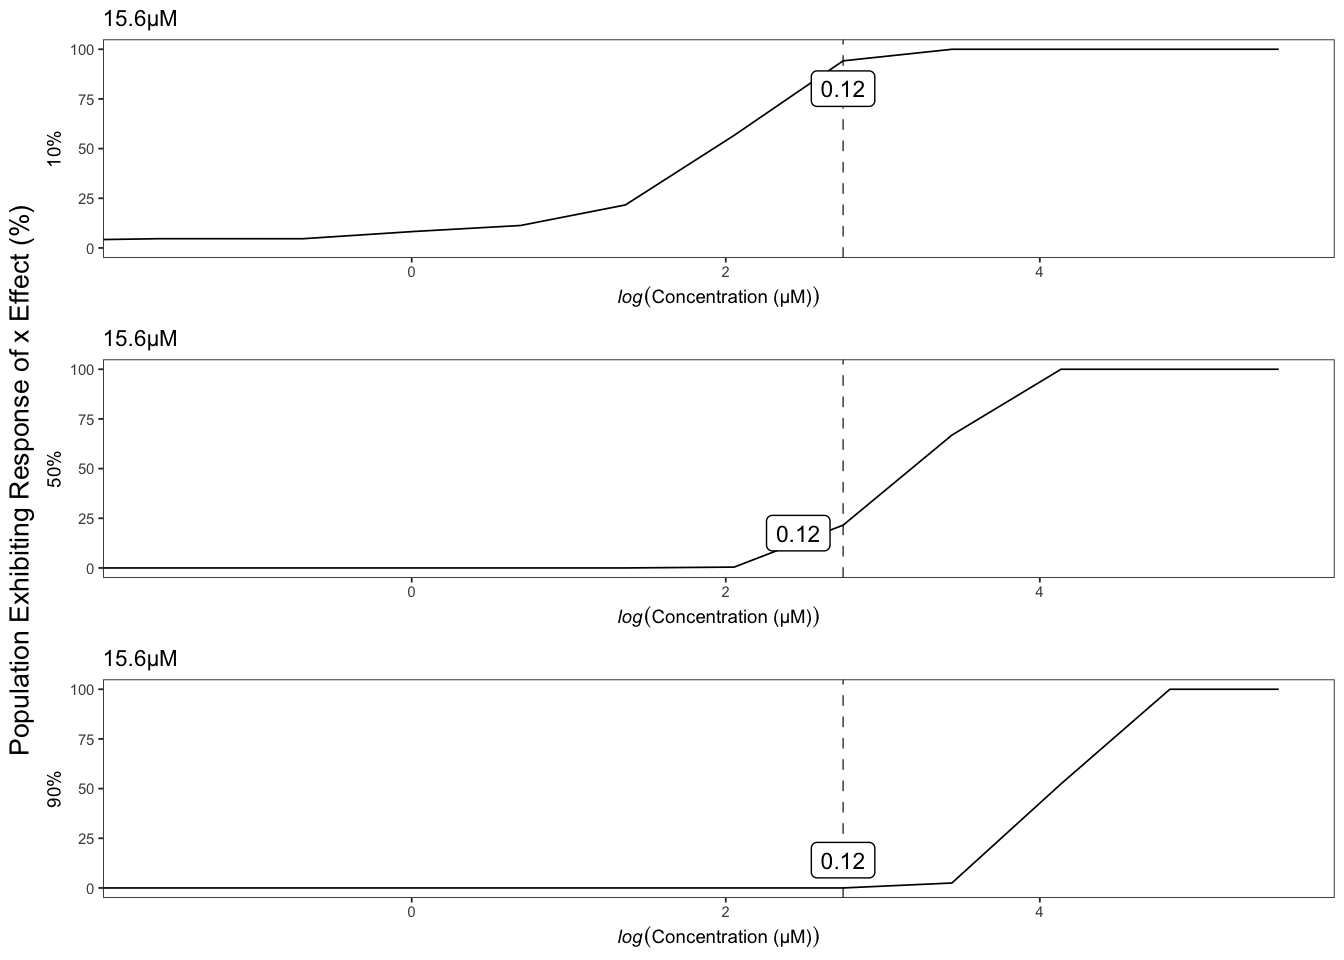 Population Exhibiting Response of x Effect (%)
15.6µM
10%
100
75
50
25
0
0.12
0 2 4
log(Concentration (µM))
15.6µM
50%
100
75
50
25
0
0.12
0 2 4
log(Concentration (µM))
15.6µM
90%
100
75
50
25
0
0.12
0 2 4
log(Concentration (µM))